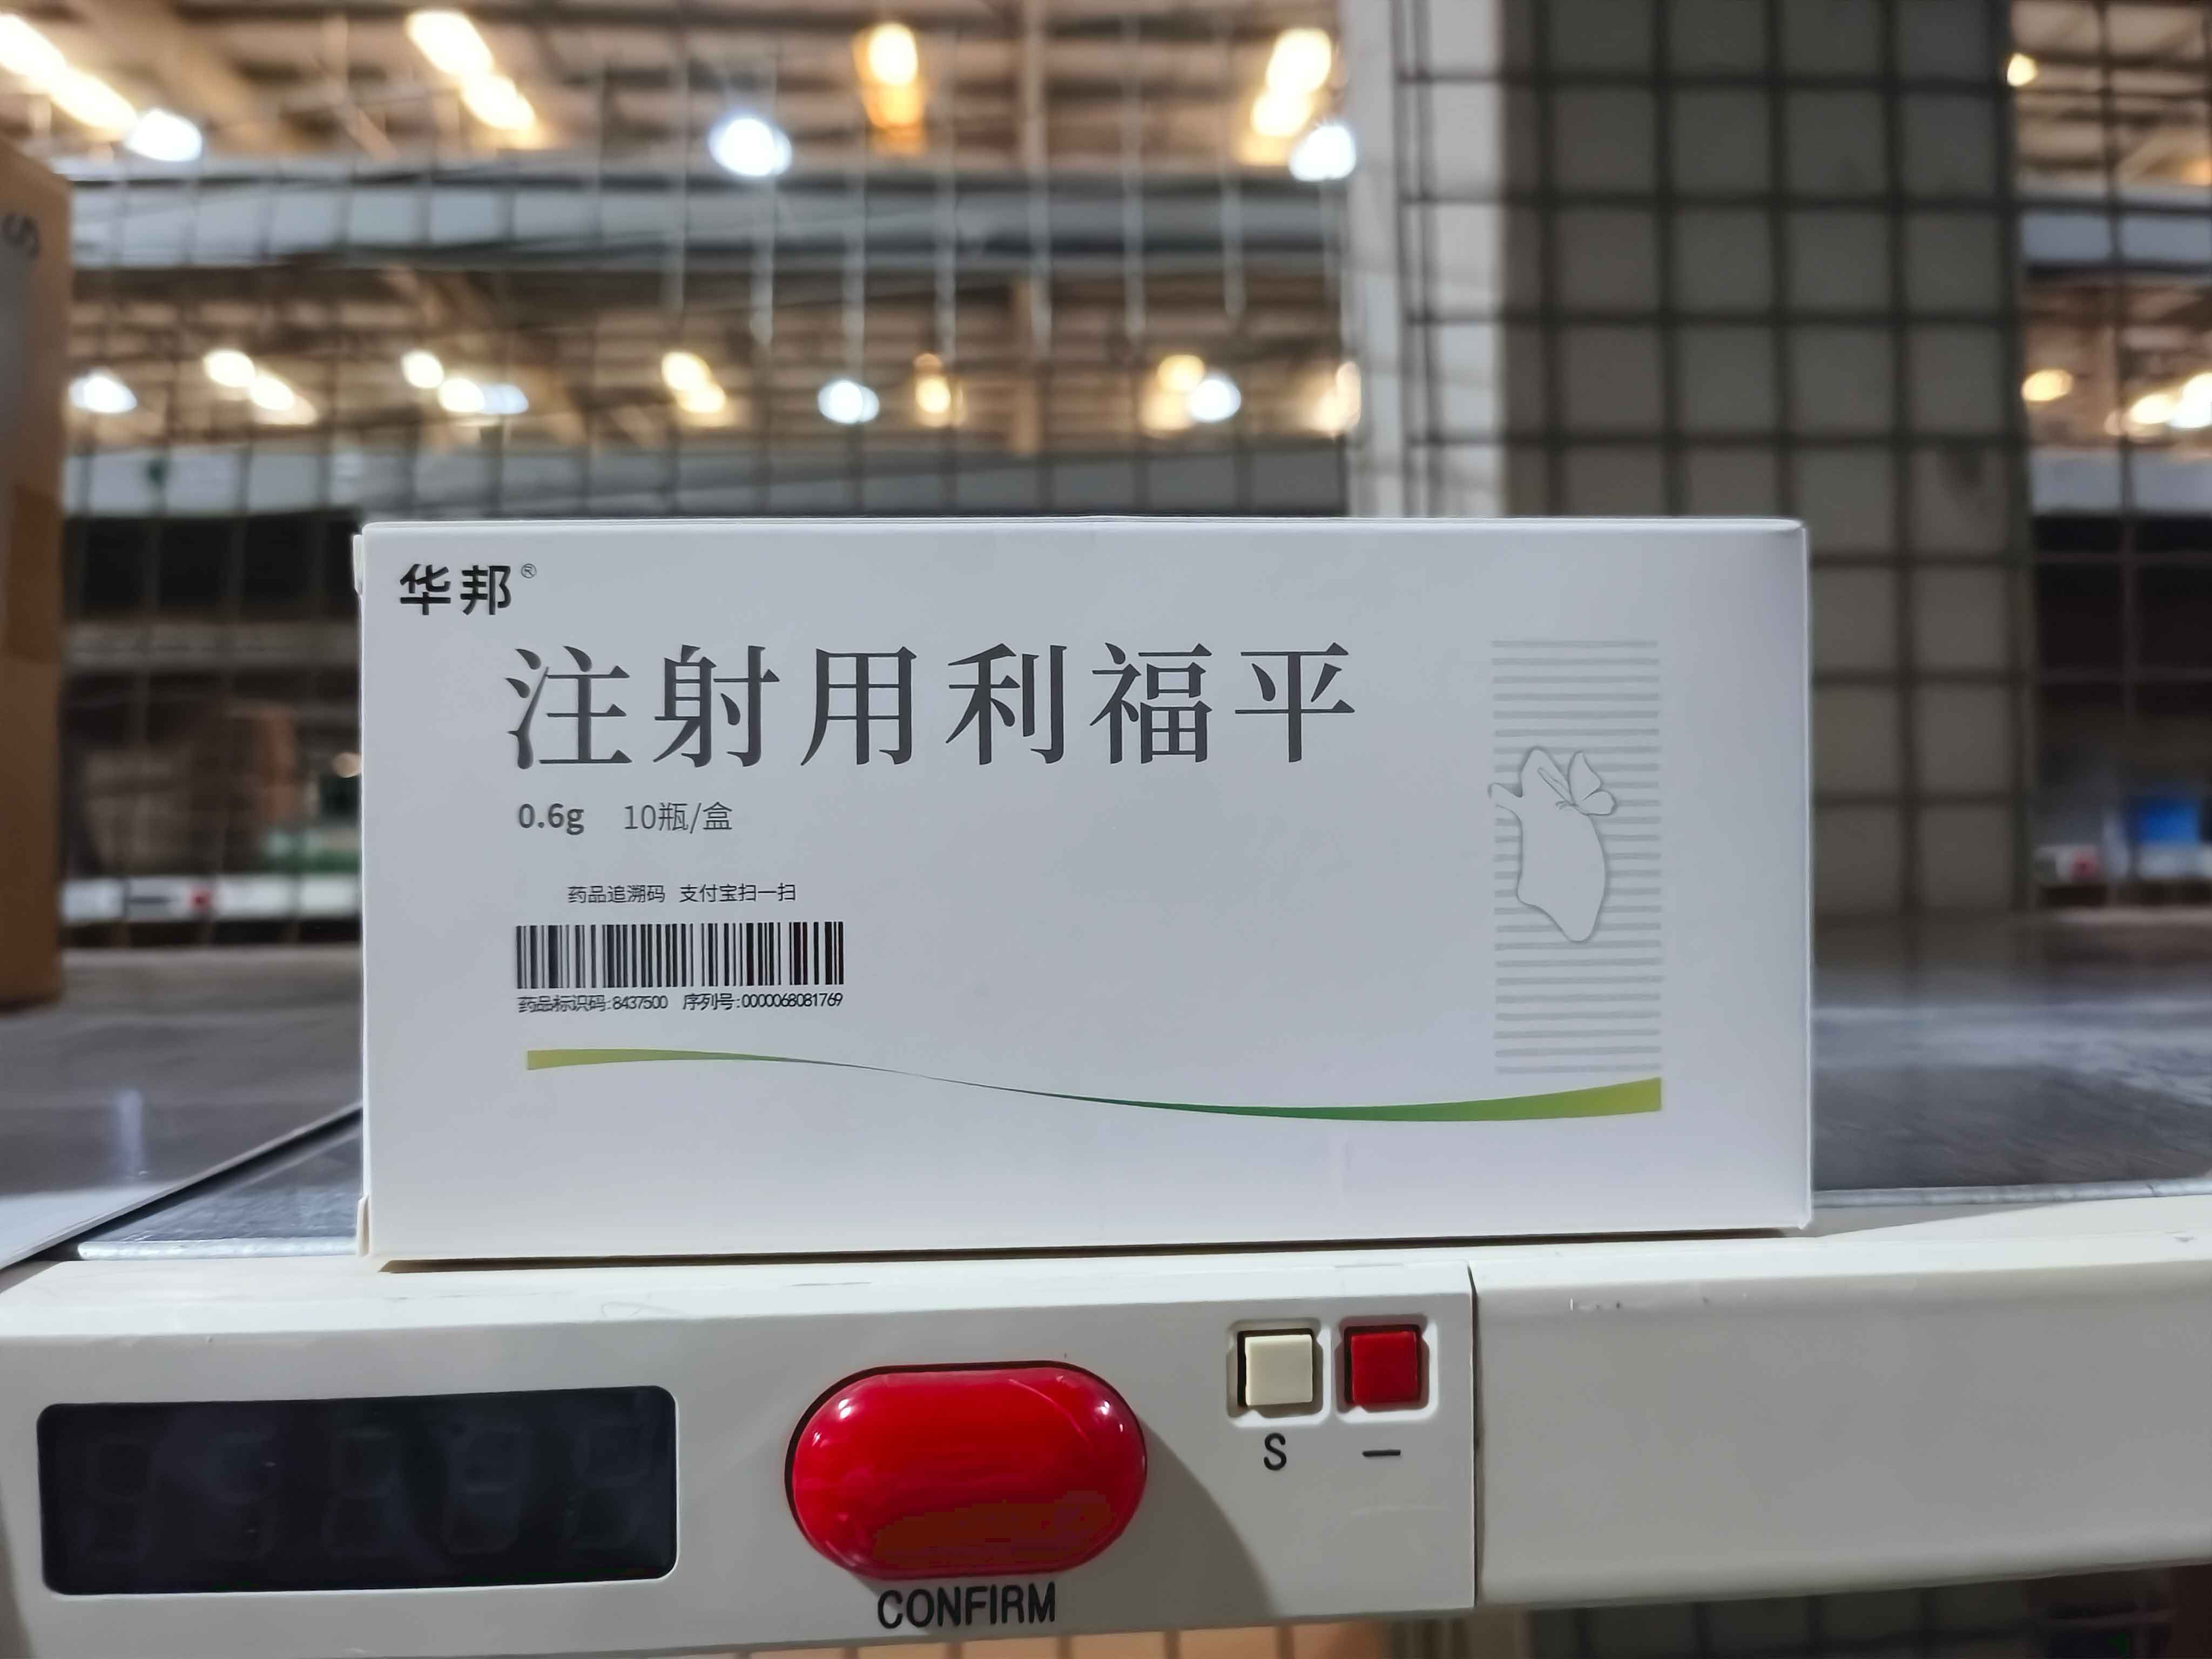 华邦®
注射用利福平
0.6g 10瓶/盒
药品追溯码 支付宝扫一扫
药品标识码:8437500 序列号:0000068081769
S —
CONFIRM